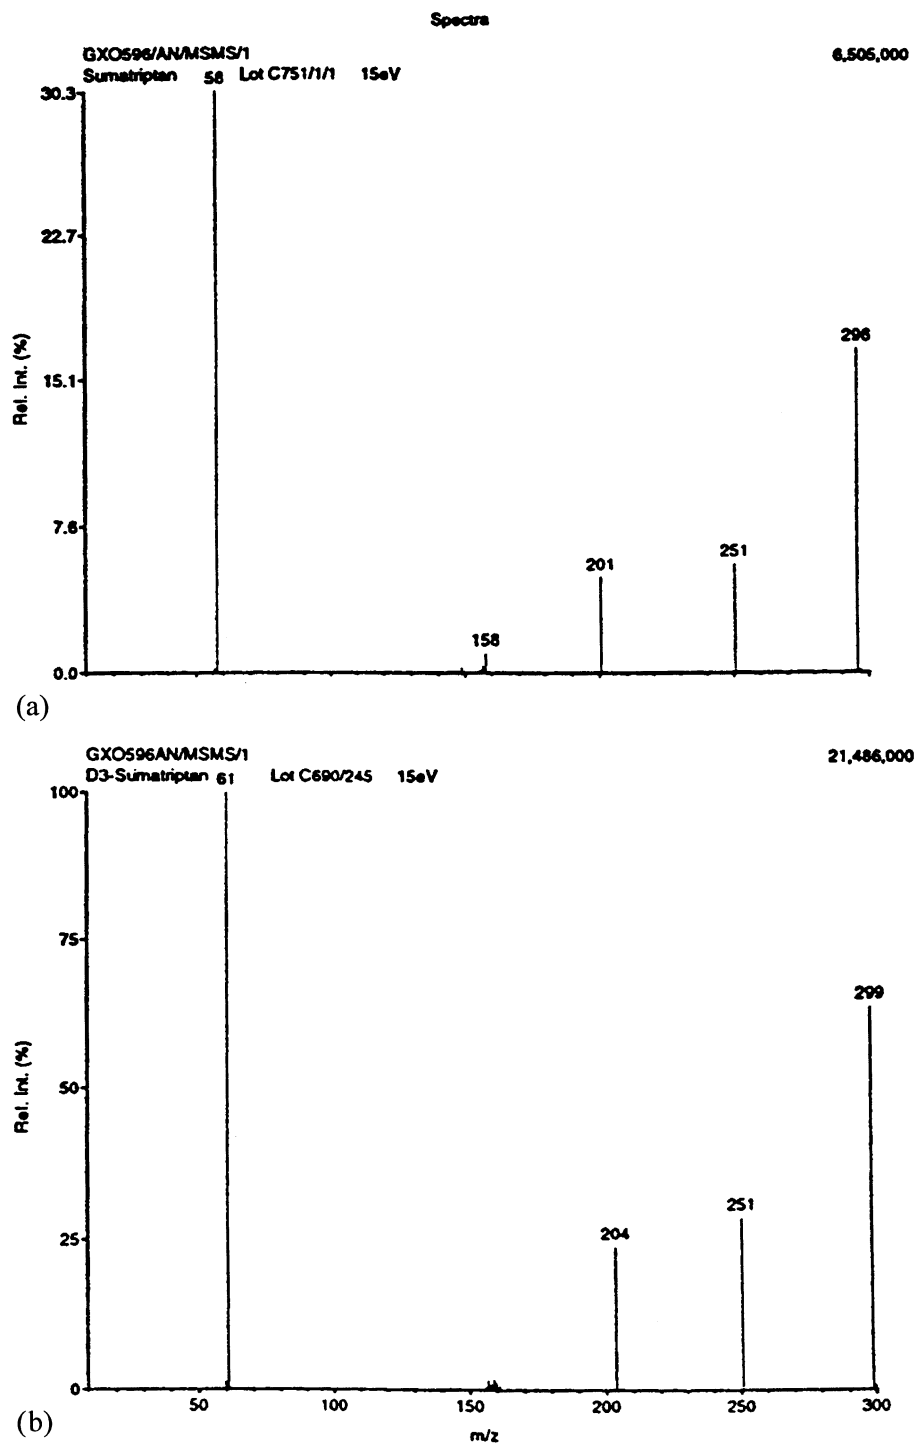 Spectra
GXO596/AN/MSMS/1 6,505,000
Sumatriptan 58 Lot C751/1/1 15eV
30.3
22.7
296
15.1
Rel. Int. (%)
7.6
251
201
158
0.0
(a)
GXO596AN/MSMS/1 21,486,000
D3-Sumatriptan 61 Lot C690/245 15eV
100
75
299
Rel. Int. (%)
50
251
25
204
0
50 100 150 200 250 300
(b)
m/z